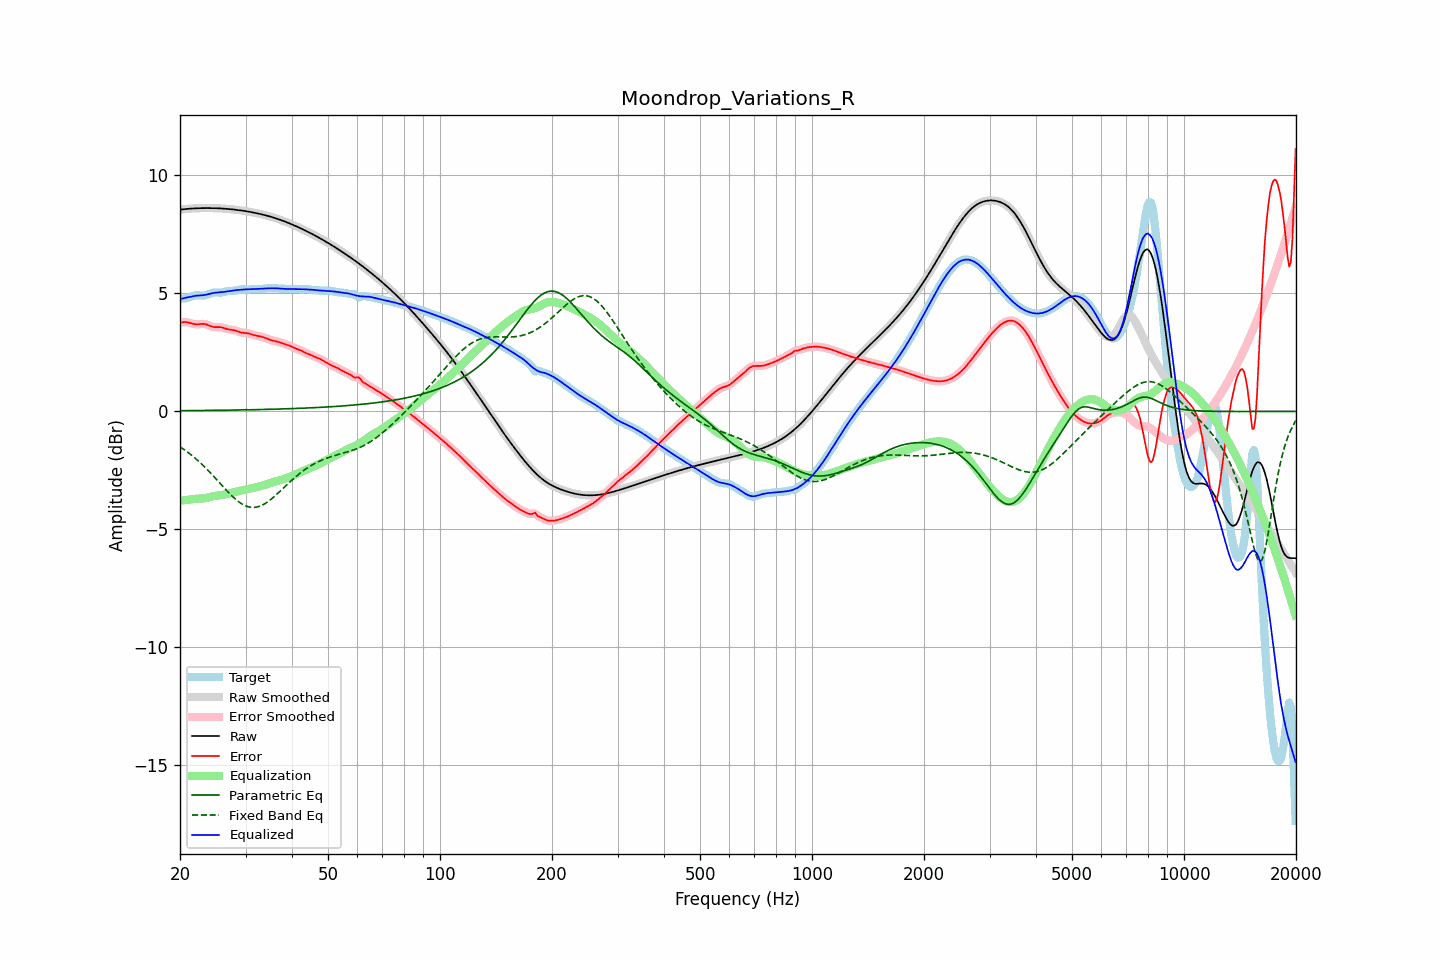 Moondrop_Variations_R
10
5
0
−5
−10
−15
Amplitude (dBr)
Target
Raw Smoothed
Error Smoothed
Raw
Error
Equalization
Parametric Eq
Fixed Band Eq
Equalized
20 50 100 200 500 1000 2000 5000 10000 20000
Frequency (Hz)